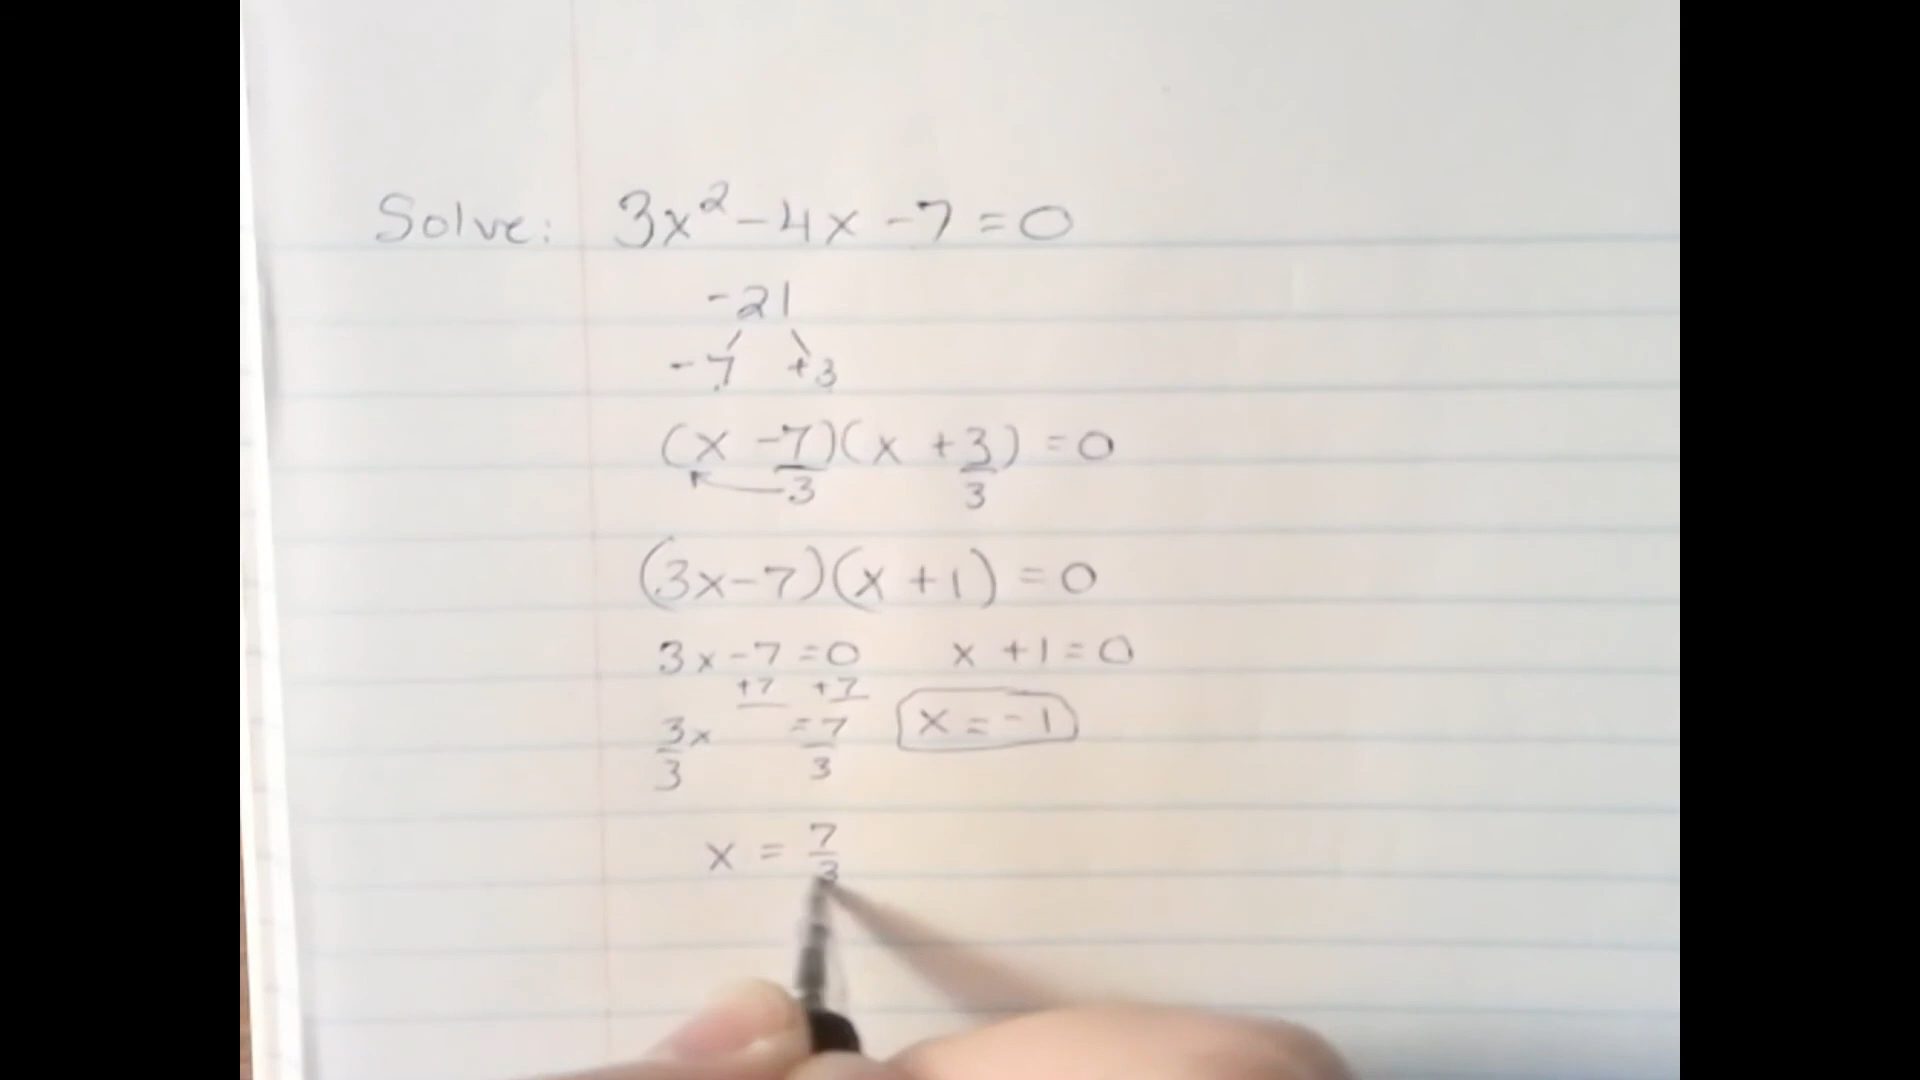 Solve: 3x² - 4x - 7 = 0
-21
-7 +3
(x -7/3)(x +3/3) = 0
(3x-7)(x+1) = 0
3x-7=0 x+1=0
+7 +7
3x/3 =7/3 x = -1
x = 7/3